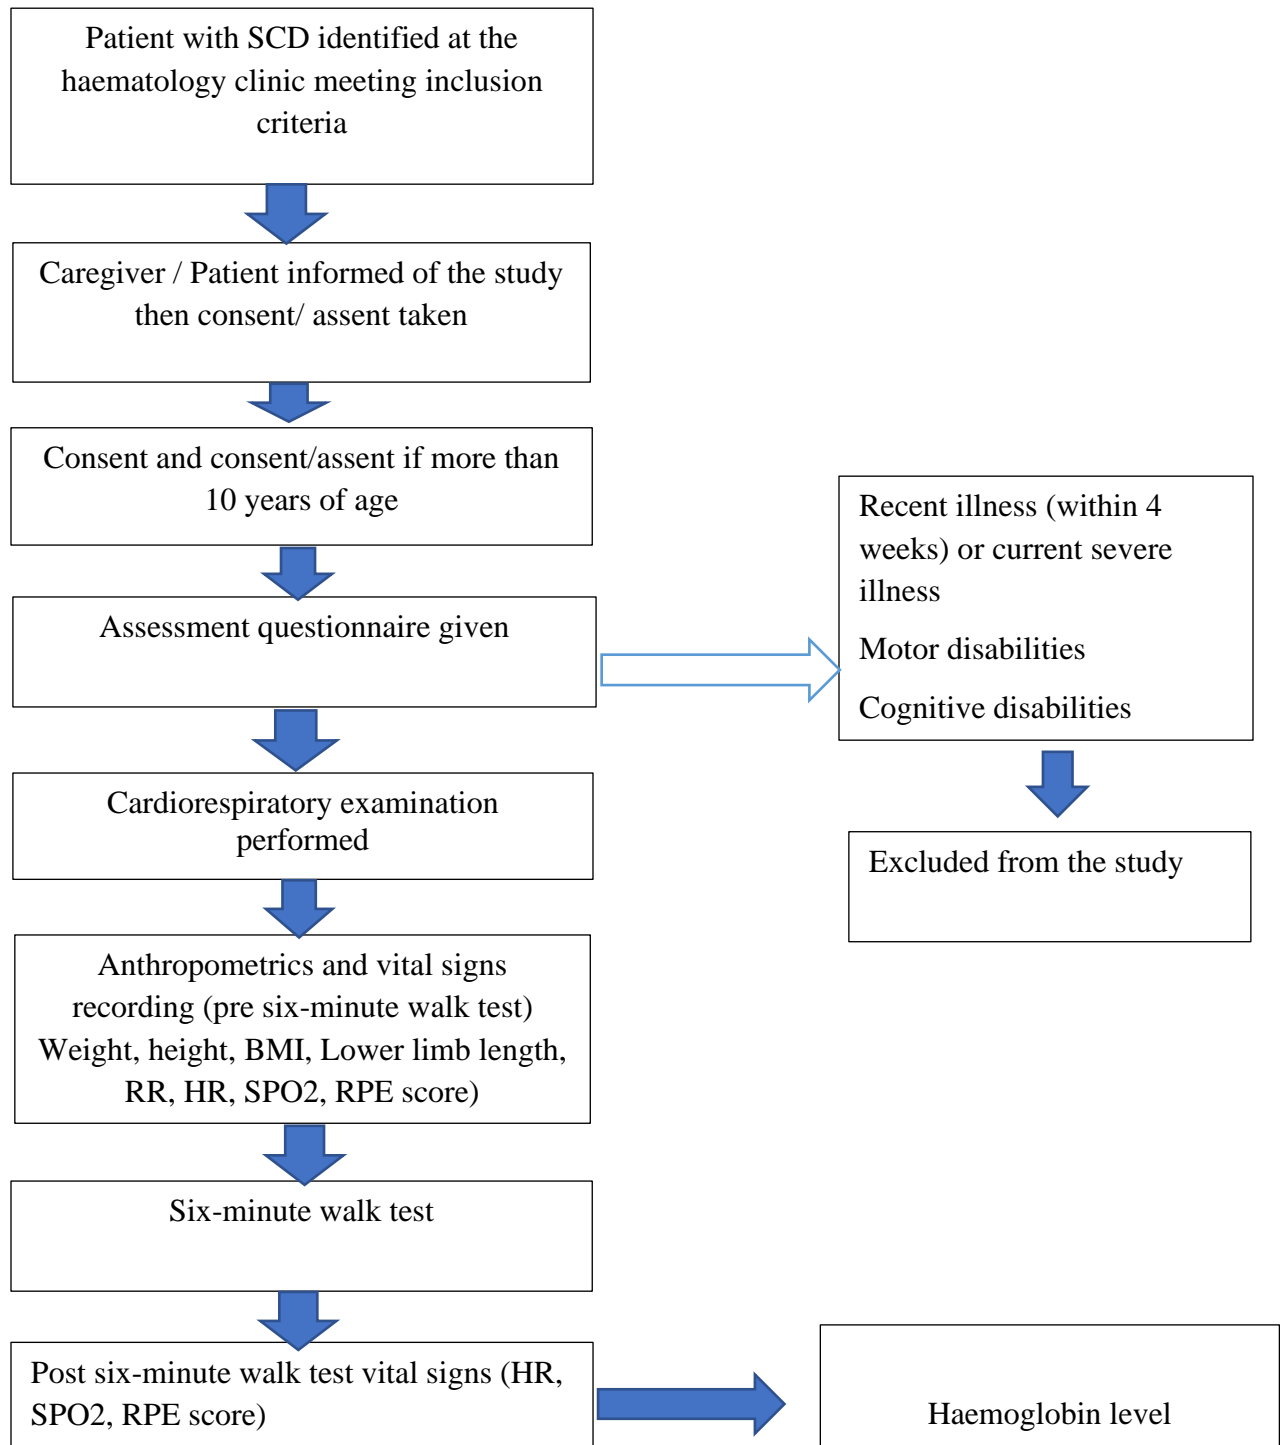 Patient with SCD identified at the
haematology clinic meeting inclusion
criteria
Caregiver / Patient informed of the study
then consent/ assent taken
Consent and consent/assent if more than
10 years of age
Assessment questionnaire given
Recent illness (within 4
weeks) or current severe
illness
Motor disabilities
Cognitive disabilities
Excluded from the study
Cardiorespiratory examination
performed
Anthropometrics and vital signs
recording (pre six-minute walk test)
Weight, height, BMI, Lower limb length,
RR, HR, SPO2, RPE score)
Six-minute walk test
Post six-minute walk test vital signs (HR,
SPO2, RPE score)
Haemoglobin level